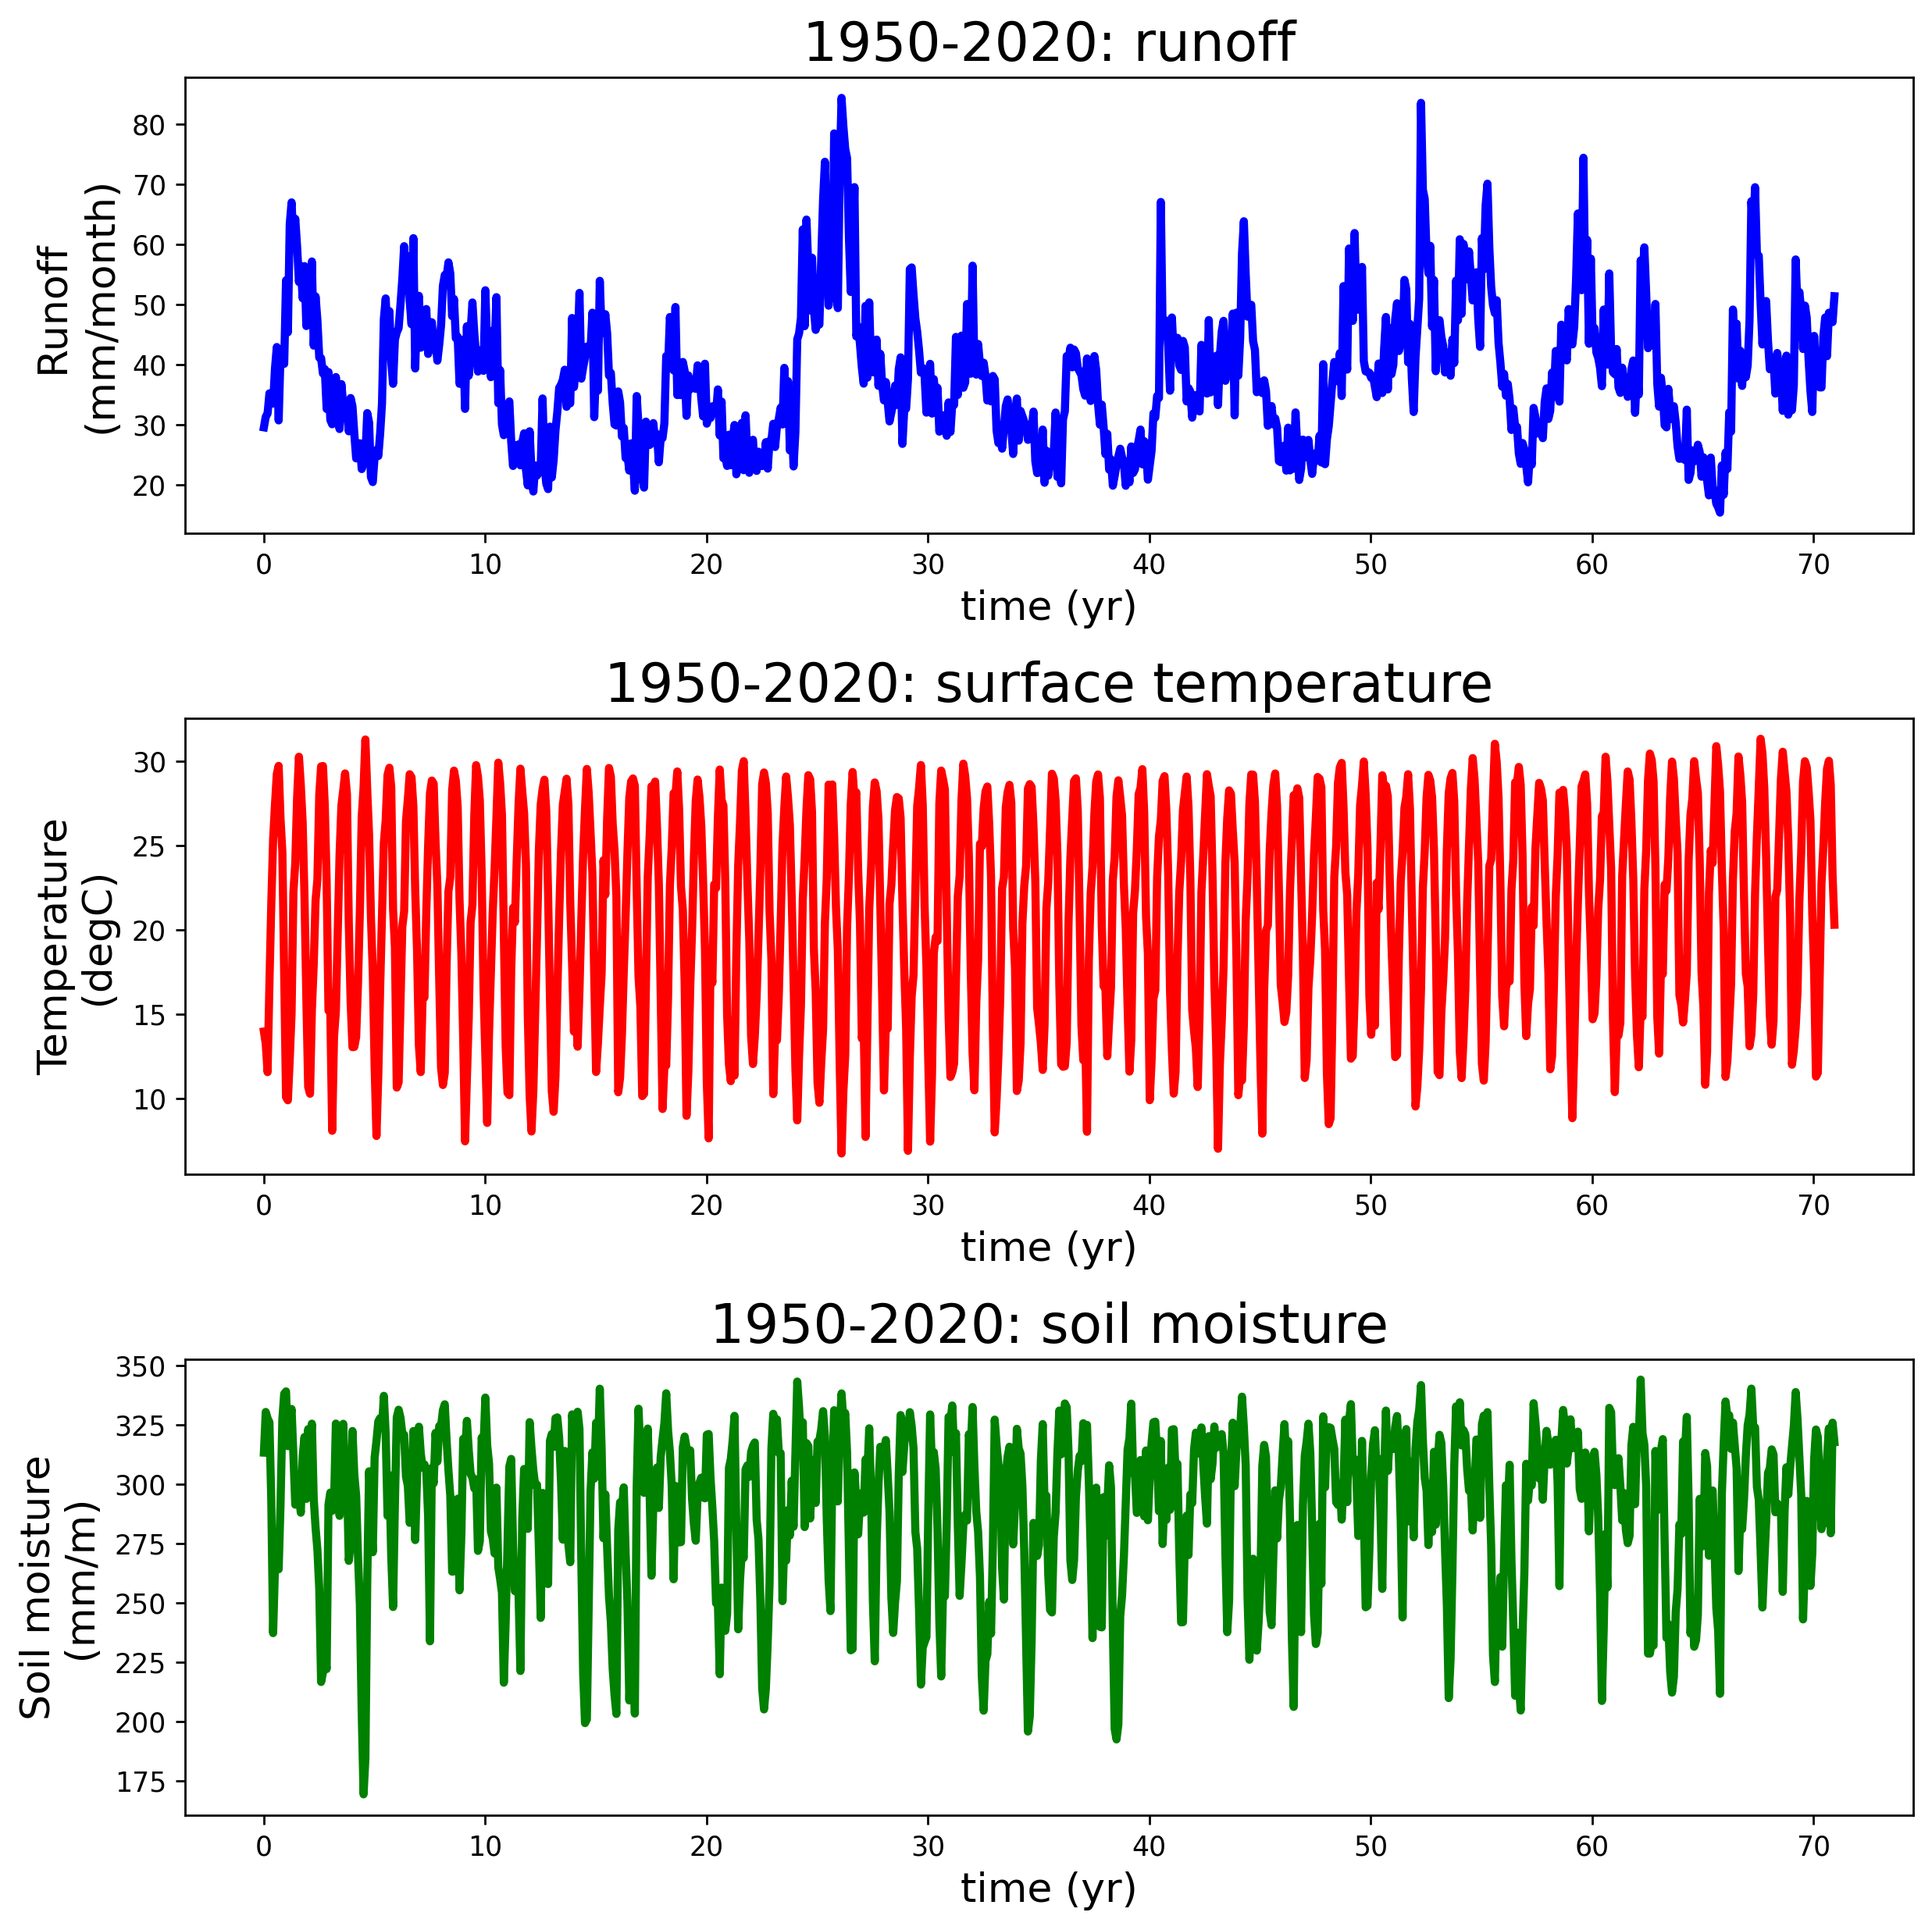 1950-2020: runoff
Runoff
(mm/month)
80
70
60
50
40
30
20
0 10 20 30 40 50 60 70
time (yr)
1950-2020: surface temperature
Temperature
(degC)
30
25
20
15
10
0 10 20 30 40 50 60 70
time (yr)
1950-2020: soil moisture
Soil moisture
(mm/m)
350
325
300
275
250
225
200
175
0 10 20 30 40 50 60 70
time (yr)